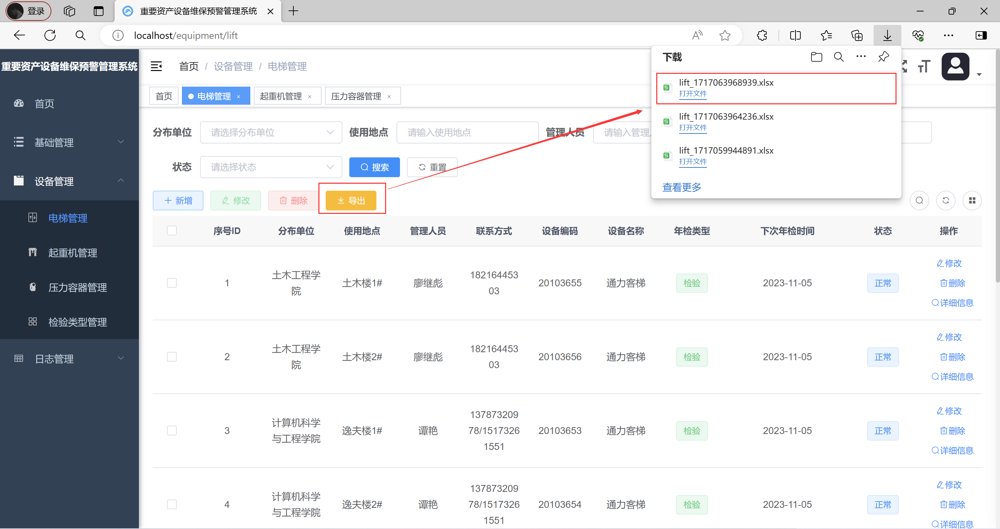 登录
重要资产设备维保预警管理系统
localhost/equipment/lift
重要资产设备维保预警管理系统
首页 / 设备管理 / 电梯管理
下载
lift_1717063968939.xlsx
打开文件
lift_1717063964236.xlsx
打开文件
lift_1717059944891.xlsx
打开文件
查看更多
首页
基础管理
设备管理
电梯管理
起重机管理
压力容器管理
检验类型管理
日志管理
首页 电梯管理 × 起重机管理 × 压力容器管理 ×
分布单位 请选择分布单位 使用地点 请输入使用地点 管理人员 请输入管理
状态 请选择状态 搜索 重置
新增 修改 删除 导出
序号ID 分布单位 使用地点 管理人员 联系方式 设备编码 设备名称 年检类型 下次年检时间 状态 操作
1 土木工程学
院 土木楼1# 廖继彪 182164453
03 20103655 通力客梯 检验 2023-11-05 正常 修改
删除
详细信息
2 土木工程学
院 土木楼2# 廖继彪 182164453
03 20103656 通力客梯 检验 2023-11-05 正常 修改
删除
详细信息
3 计算机科学
与工程学院 逸夫楼1# 谭艳 137873209
78/1517326
1551 20103653 通力客梯 检验 2023-11-05 正常 修改
删除
详细信息
4 计算机科学
与工程学院 逸夫楼2# 谭艳 137873209
78/1517326
1551 20103654 通力客梯 检验 2023-11-05 正常 修改
删除
详细信息